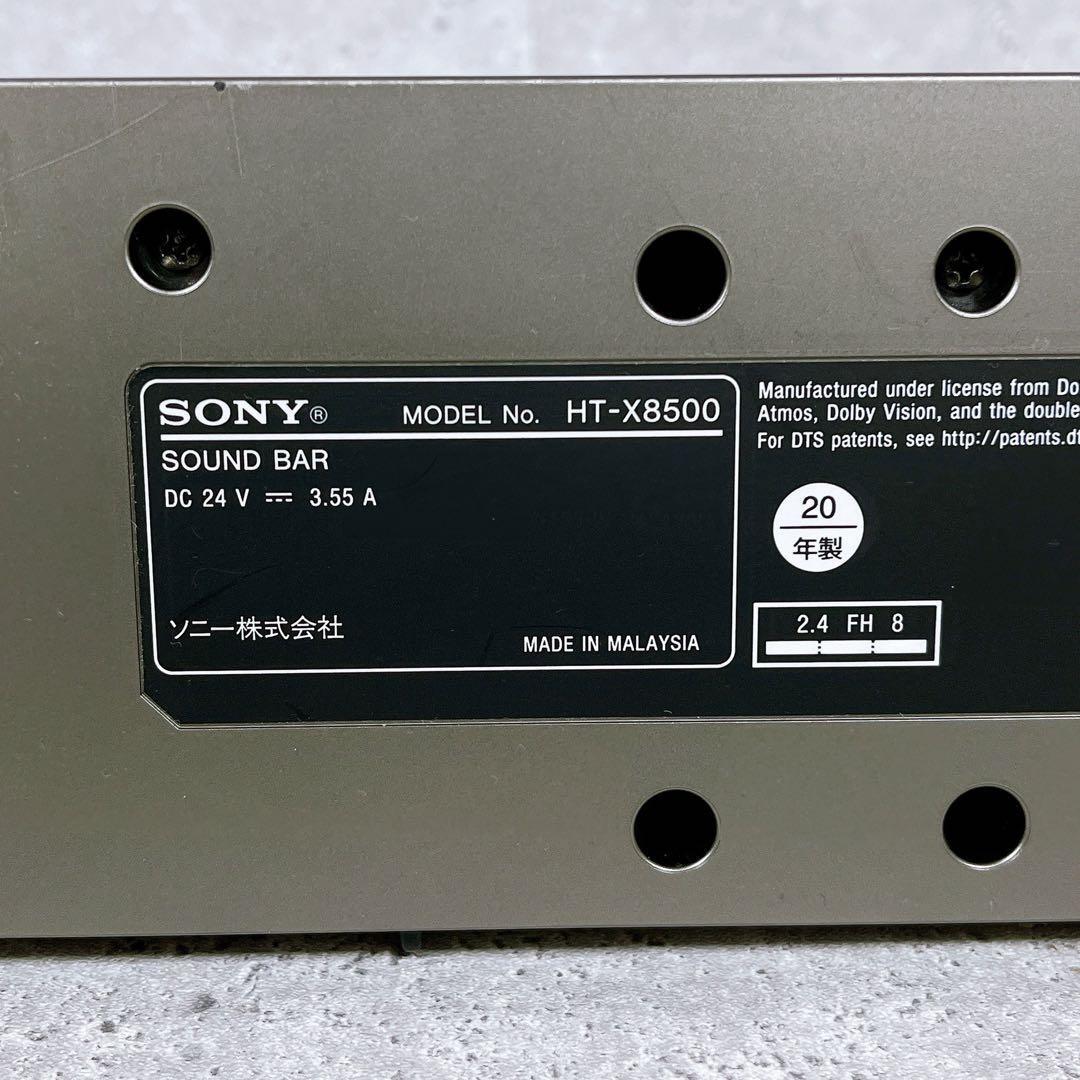 SONY® MODEL No. HT-X8500
SOUND BAR
DC 24 V ⎓ 3.55 A
ソニー株式会社
MADE IN MALAYSIA
Manufactured under license from Do
Atmos, Dolby Vision, and the double
For DTS patents, see http://patents.dt
20
年製
2.4 FH 8